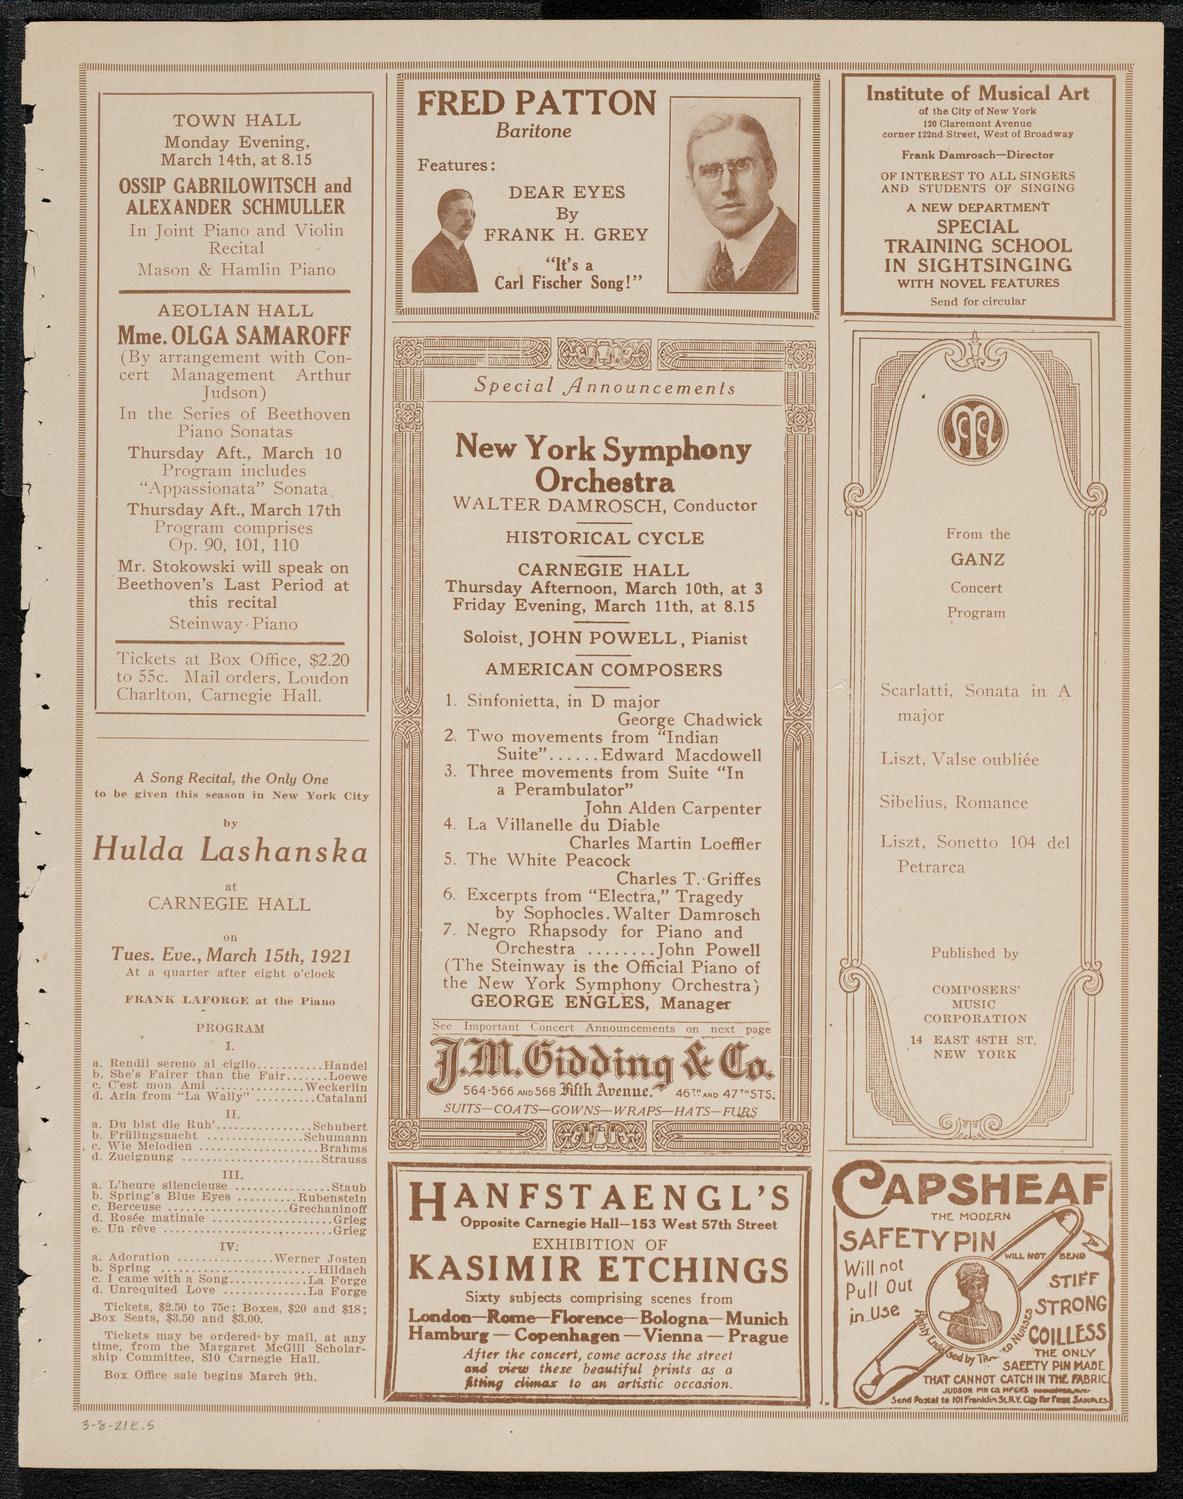 TOWN HALL
Monday Evening,
March 14th, at 8.15
OSSIP GABRILOWITSCH and
ALEXANDER SCHMULLER
In Joint Piano and Violin
Recital
Mason & Hamlin Piano
AEOLIAN HALL
Mme. OLGA SAMAROFF
(By arrangement with Con-
cert Management Arthur
Judson)
In the Series of Beethoven
Piano Sonatas
Thursday Aft., March 10
Program includes
"Appassionata" Sonata
Thursday Aft., March 17th
Program comprises
Op. 90, 101, 110
Mr. Stokowski will speak on
Beethoven's Last Period at
this recital
Steinway Piano
Tickets at Box Office, $2.20
to 55c. Mail orders, Loudon
Charlton, Carnegie Hall.
A Song Recital, the Only One
to be given this season in New York City
by
Hulda Lashanska
at
CARNEGIE HALL
on
Tues. Eve., March 15th, 1921
At a quarter after eight o'clock
FRANK LAFORGE at the Piano
PROGRAM
I.
a. Rendil sereno al ciglio...........Handel
b. She's Fairer than the Fair.......Loewe
c. C'est mon Ami ...............Weckerlin
d. Aria from "La Wally" ..........Catalani
II.
a. Du bist die Ruh'................Schubert
b. Frülingsnacht ................Schumann
c. Wie Melodien ....................Brahms
d. Zueignung .......................Strauss
III.
a. L'heure silencieuse ...............Staub
b. Spring's Blue Eyes ..........Rubenstein
c. Berceuse .....................Grechaninoff
d. Rosée matinale ....................Grieg
e. Un rêve ............................Grieg
IV.
a. Adoration ................Werner Josten
b. Spring ..........................Hildach
c. I came with a Song............La Forge
d. Unrequited Love ..............La Forge
Tickets, $2.50 to 75c; Boxes, $20 and $18;
Box Seats, $3.50 and $3.00.
Tickets may be ordered by mail, at any
time, from the Margaret McGill Scholar-
ship Committee, 810 Carnegie Hall.
Box Office sale begins March 9th.
FRED PATTON
Baritone
Features:
DEAR EYES
By
FRANK H. GREY
"It's a
Carl Fischer Song!"
Special Announcements
New York Symphony
Orchestra
WALTER DAMROSCH, Conductor
HISTORICAL CYCLE
CARNEGIE HALL
Thursday Afternoon, March 10th, at 3
Friday Evening, March 11th, at 8.15
Soloist, JOHN POWELL, Pianist
AMERICAN COMPOSERS
1. Sinfonietta, in D major
George Chadwick
2. Two movements from "Indian
Suite"......Edward Macdowell
3. Three movements from Suite "In
a Perambulator"
John Alden Carpenter
4. La Villanelle du Diable
Charles Martin Loeffler
5. The White Peacock
Charles T. Griffes
6. Excerpts from "Electra," Tragedy
by Sophocles.Walter Damrosch
7. Negro Rhapsody for Piano and
Orchestra ........John Powell
(The Steinway is the Official Piano of
the New York Symphony Orchestra)
GEORGE ENGLES, Manager
See Important Concert Announcements on next page
J.M. Gidding & Co.
564-566 AND 568 Fifth Avenue. 46TH AND 47TH STS.
SUITS—COATS—GOWNS—WRAPS—HATS—FURS
HANFSTAENGL'S
Opposite Carnegie Hall—153 West 57th Street
EXHIBITION OF
KASIMIR ETCHINGS
Sixty subjects comprising scenes from
London—Rome—Florence—Bologna—Munich
Hamburg — Copenhagen — Vienna — Prague
After the concert, come across the street
and view these beautiful prints as a
fitting climax to an artistic occasion.
Institute of Musical Art
of the City of New York
120 Claremont Avenue
corner 122nd Street, West of Broadway
Frank Damrosch—Director
OF INTEREST TO ALL SINGERS
AND STUDENTS OF SINGING
A NEW DEPARTMENT
SPECIAL
TRAINING SCHOOL
IN SIGHTSINGING
WITH NOVEL FEATURES
Send for circular
From the
GANZ
Concert
Program
Scarlatti, Sonata in A
major
Liszt, Valse oubliée
Sibelius, Romance
Liszt, Sonetto 104 del
Petrarca
Published by
COMPOSERS'
MUSIC
CORPORATION
14 EAST 48TH ST.
NEW YORK
CAPSHEAF
THE MODERN
SAFETY PIN
WILL NOT BEND
Will not
Pull Out
in Use
STIFF
STRONG
COILLESS
Highly Endorsed by Trained Nurses
THE ONLY
SAFETY PIN MADE
THAT CANNOT CATCH IN THE FABRIC
JUDSON PIN CO MFGRS
Send Postal to 101 Franklin St. N.Y. City For Free SAMPLES
3-8-21E.5